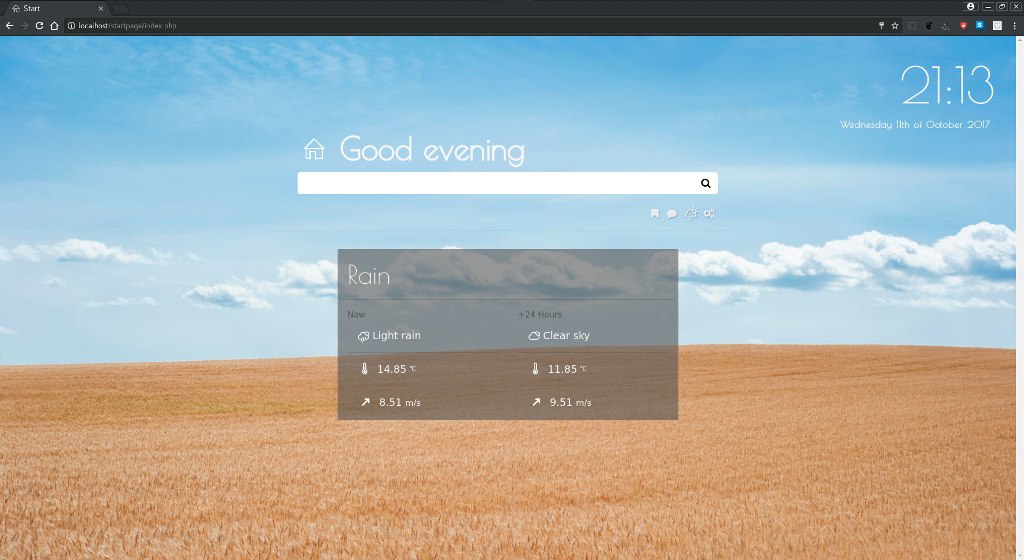 Start
localhost/startpage/index.php
21:13
Wednesday 11th of October 2017
Good evening
Rain
Now +24 Hours
Light rain Clear sky
14.85 °C 11.85 °C
8.51 m/s 9.51 m/s